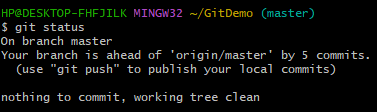 HP@DESKTOP-FHFJILK MINGW32 ~/GitDemo (master)
$ git status
On branch master
Your branch is ahead of 'origin/master' by 5 commits.
  (use "git push" to publish your local commits)

nothing to commit, working tree clean